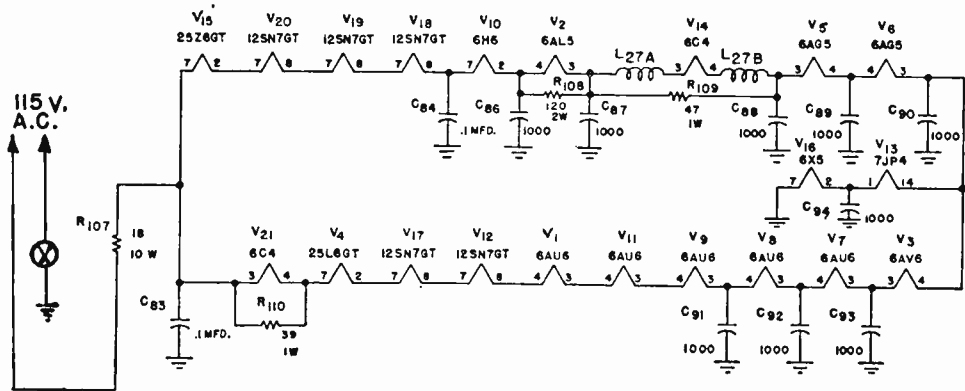 V15 V20 V19 V18 V10 V2 V14 V5 V6
25Z6GT 12SN7GT 12SN7GT 12SN7GT 6H6 6AL5 L27A 6C4 L27B 6AG5 6AG5
7 2 7 8 7 8 7 8 7 2 4 3 3 4 3 4 4 3
R108 R109
115 V. A.C.
C84 C86 120 2W C87 47 1W C88 C89 C90
.1 MFD. 1000 1000 1000 1000 1000
V16 V13
6X5 7JP4
7 2 1 14
C94
1000
R107 18 10 W
V21 V4 V17 V12 V1 V11 V9 V8 V7 V3
6C4 25L6GT 12SN7GT 12SN7GT 6AU6 6AU6 6AU6 6AU6 6AU6 6AV6
3 4 7 2 7 8 7 8 4 3 4 3 4 3 4 3 4 3 3 4
R110
39 1W
C83 C91 C92 C93
.1 MFD. 1000 1000 1000